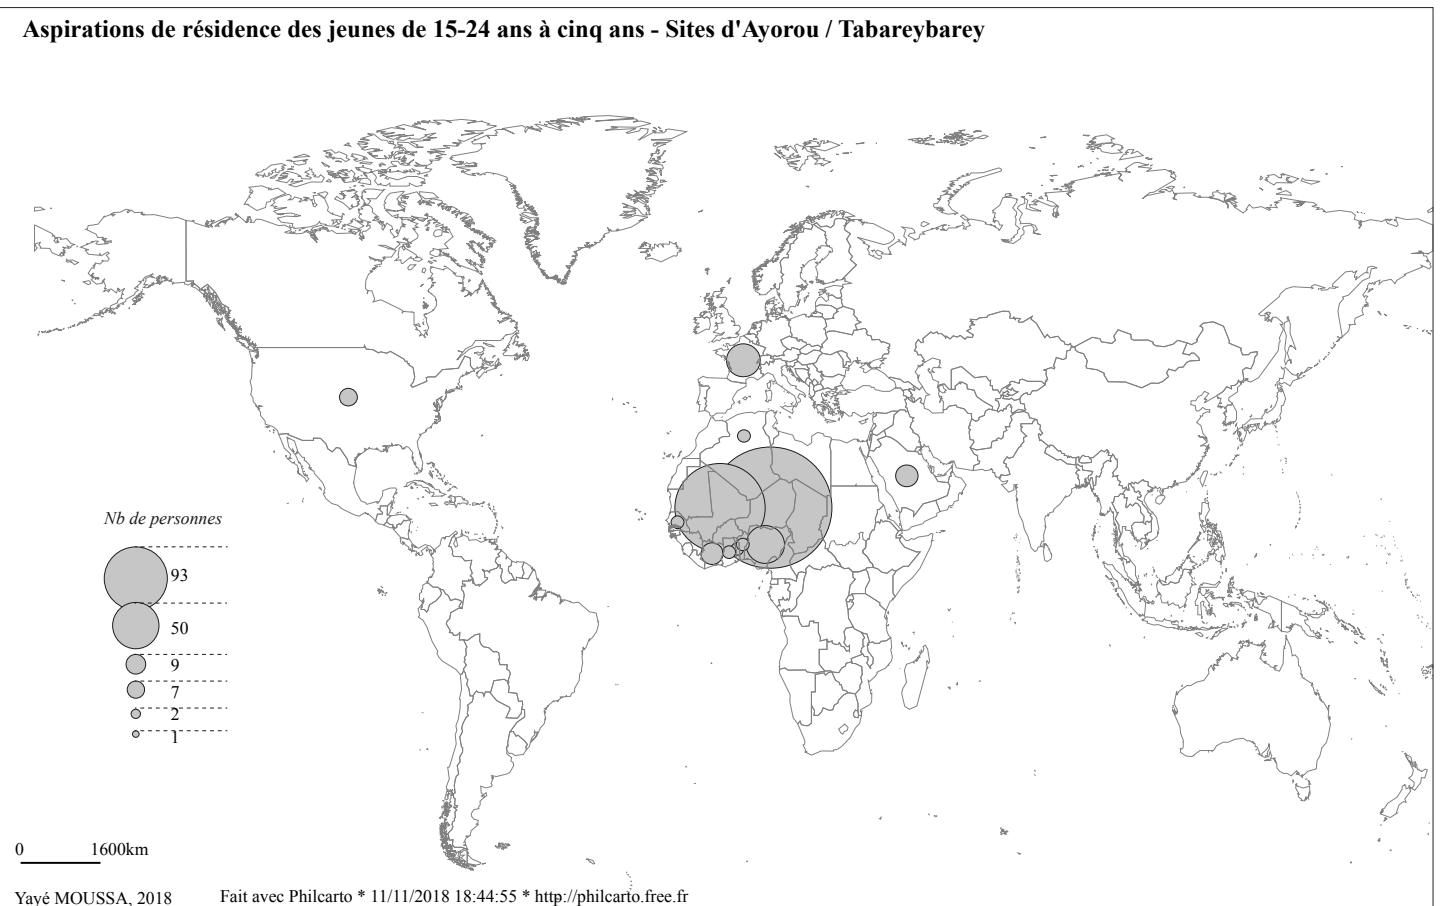 Aspirations de résidence des jeunes de 15-24 ans à cinq ans - Sites d'Ayorou / Tabareybarey
Nb de personnes
93
50
9
7
2
1
0 1600km
Yayé MOUSSA, 2018 Fait avec Philcarto * 11/11/2018 18:44:55 * http://philcarto.free.fr